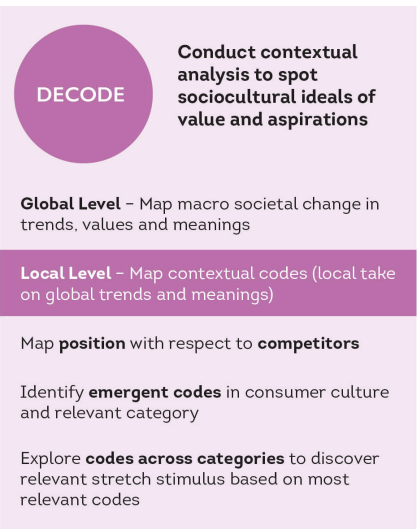 DECODE
Conduct contextual
analysis to spot
sociocultural ideals of
value and aspirations
Global Level – Map macro societal change in
trends, values and meanings
Local Level – Map contextual codes (local take
on global trends and meanings)
Map position with respect to competitors
Identify emergent codes in consumer culture
and relevant category
Explore codes across categories to discover
relevant stretch stimulus based on most
relevant codes